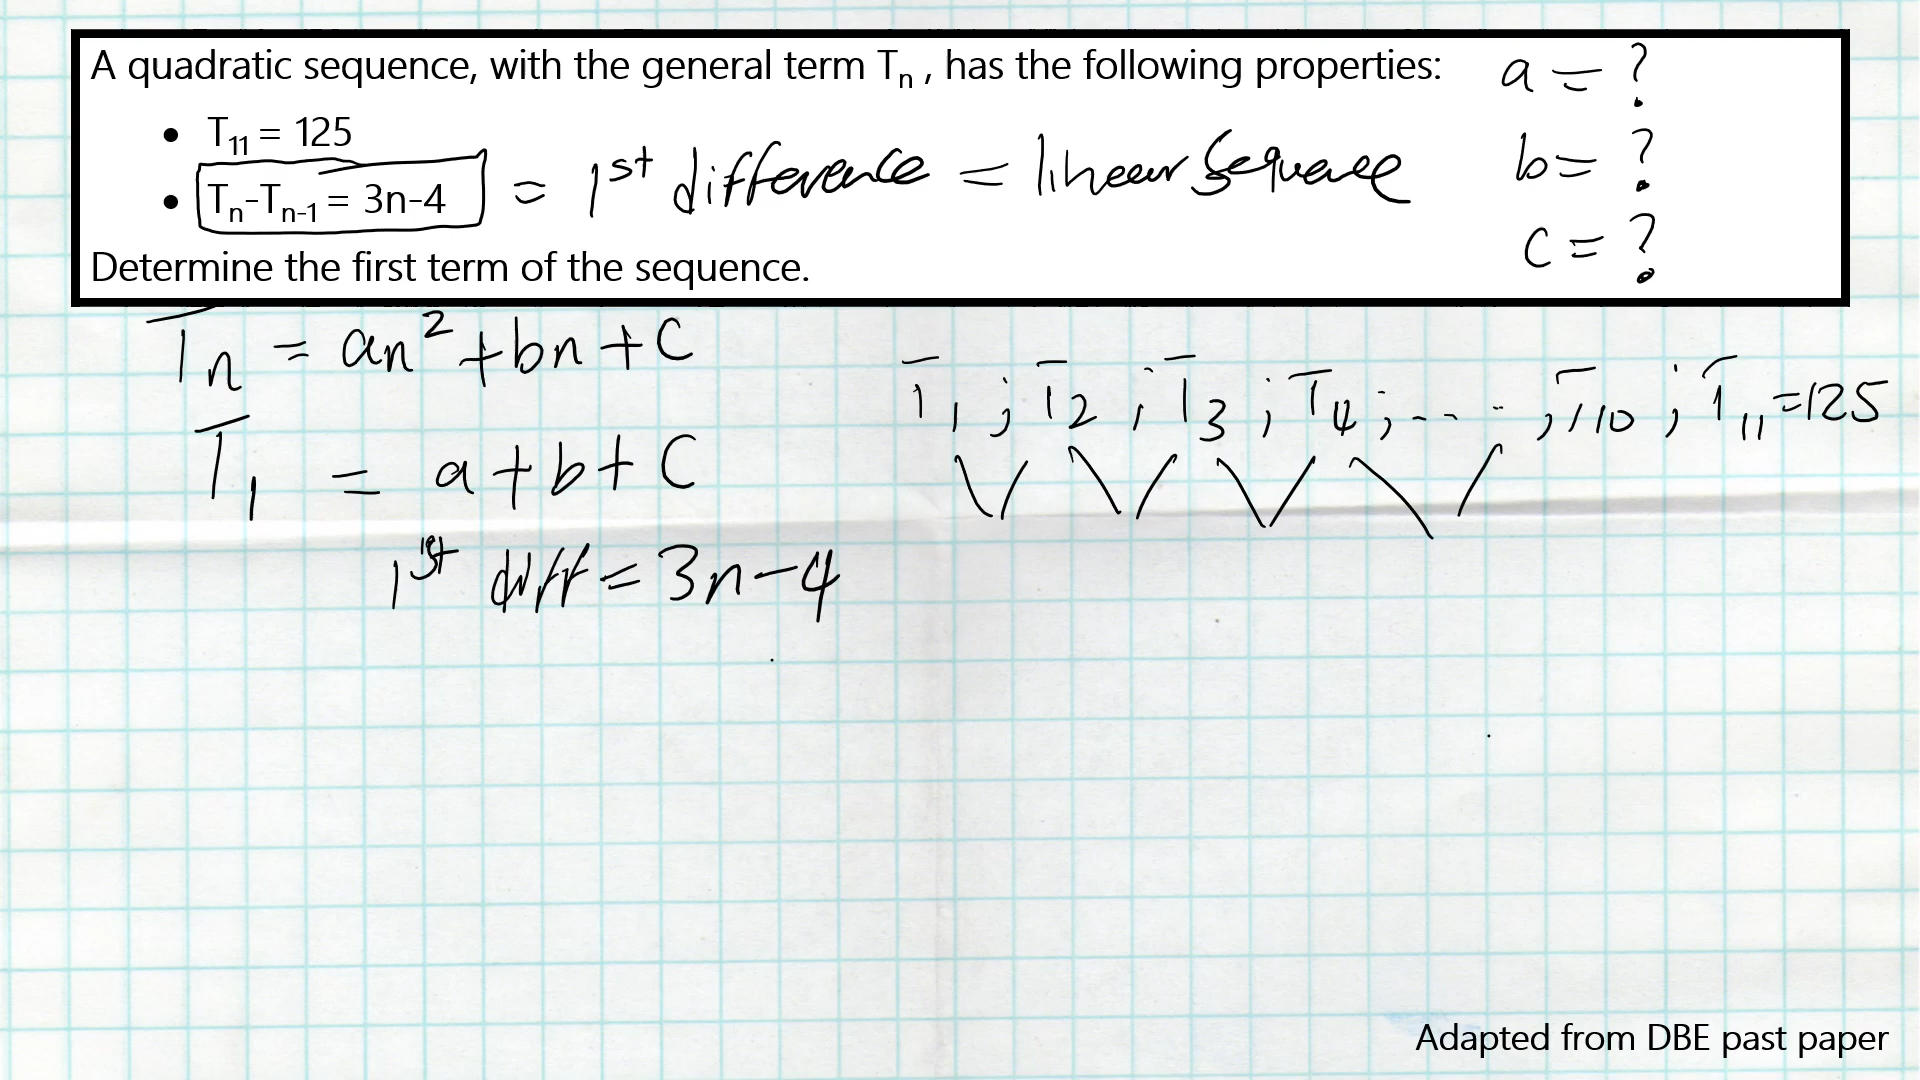 A quadratic sequence, with the general term Tn , has the following properties: a = ?
• T11 = 125
b = ?
• Tn-Tn-1 = 3n-4 = 1st difference = linear Sequence
c = ?
Determine the first term of the sequence.
Tn = an² + bn + c
T1 ; T2 ; T3 ; T4 ; ... ; T10 ; T11 = 125
T1 = a + b + c
1st diff = 3n - 4
Adapted from DBE past paper